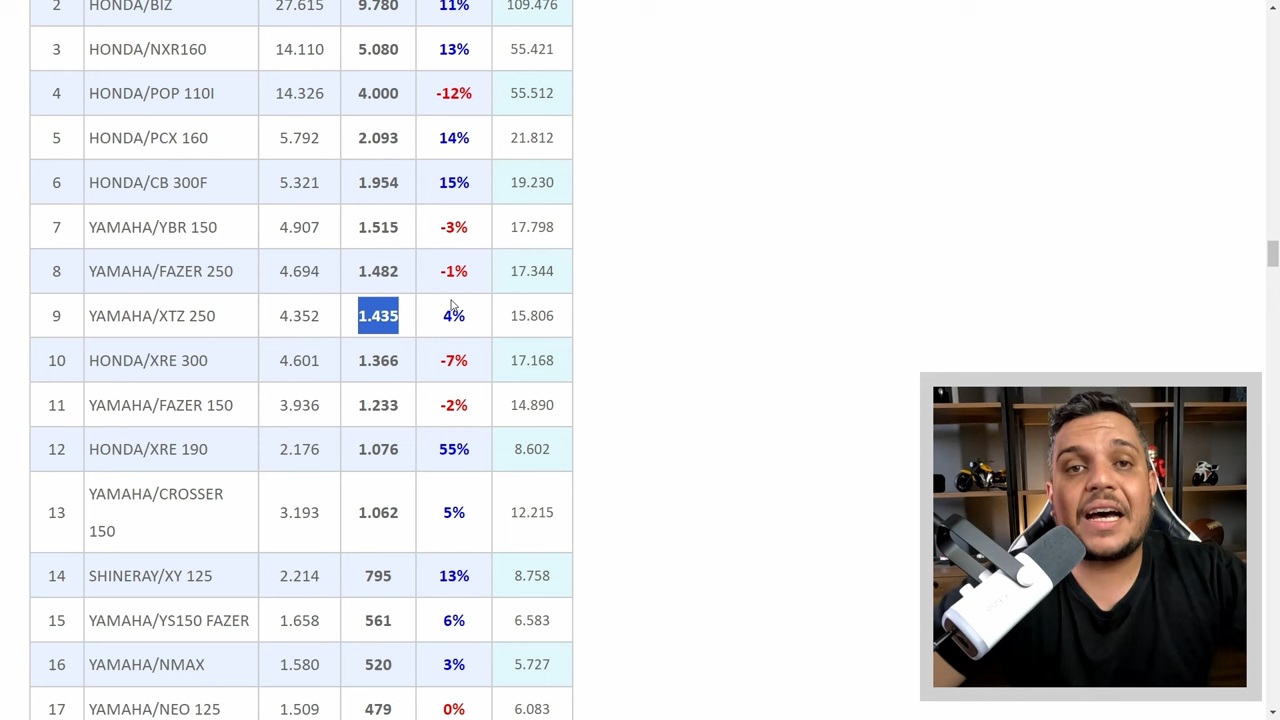 2 HONDA/BIZ 27.615 9.780 11% 109.476
3 HONDA/NXR160 14.110 5.080 13% 55.421
4 HONDA/POP 110I 14.326 4.000 -12% 55.512
5 HONDA/PCX 160 5.792 2.093 14% 21.812
6 HONDA/CB 300F 5.321 1.954 15% 19.230
7 YAMAHA/YBR 150 4.907 1.515 -3% 17.798
8 YAMAHA/FAZER 250 4.694 1.482 -1% 17.344
9 YAMAHA/XTZ 250 4.352 1.435 4% 15.806
10 HONDA/XRE 300 4.601 1.366 -7% 17.168
11 YAMAHA/FAZER 150 3.936 1.233 -2% 14.890
12 HONDA/XRE 190 2.176 1.076 55% 8.602
13 YAMAHA/CROSSER 150 3.193 1.062 5% 12.215
14 SHINERAY/XY 125 2.214 795 13% 8.758
15 YAMAHA/YS150 FAZER 1.658 561 6% 6.583
16 YAMAHA/NMAX 1.580 520 3% 5.727
17 YAMAHA/NEO 125 1.509 479 0% 6.083